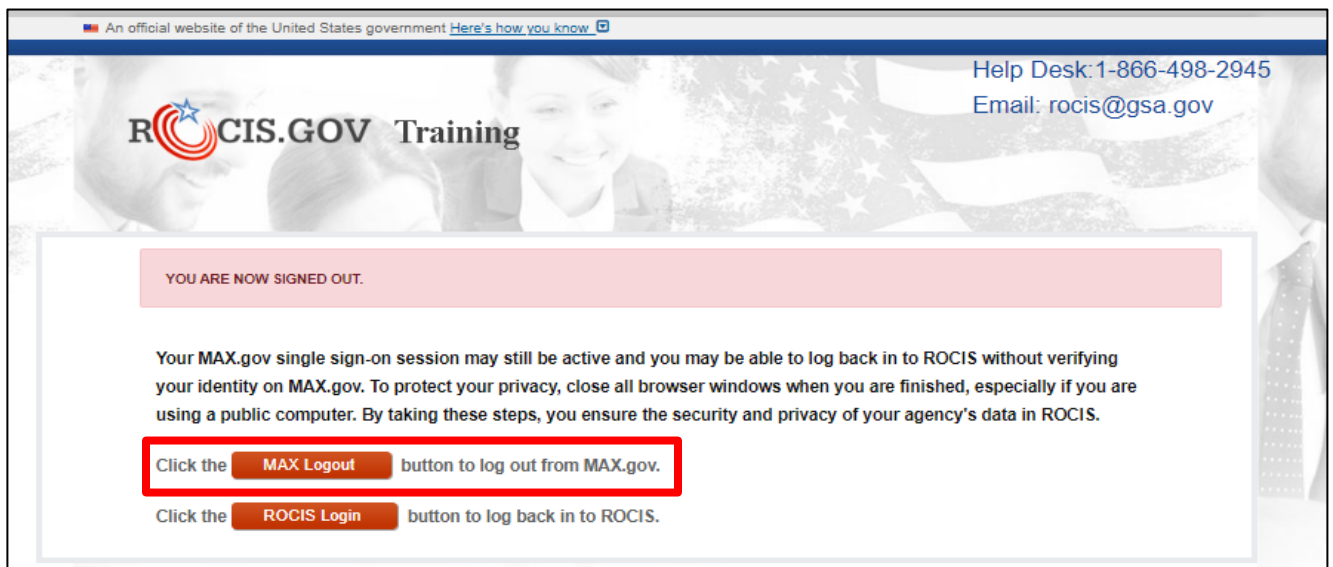 An official website of the United States government Here's how you know
Help Desk:1-866-498-2945
Email: rocis@gsa.gov
ROCIS.GOV Training
YOU ARE NOW SIGNED OUT.
Your MAX.gov single sign-on session may still be active and you may be able to log back in to ROCIS without verifying
your identity on MAX.gov. To protect your privacy, close all browser windows when you are finished, especially if you are
using a public computer. By taking these steps, you ensure the security and privacy of your agency's data in ROCIS.
Click the MAX Logout button to log out from MAX.gov.
Click the ROCIS Login button to log back in to ROCIS.